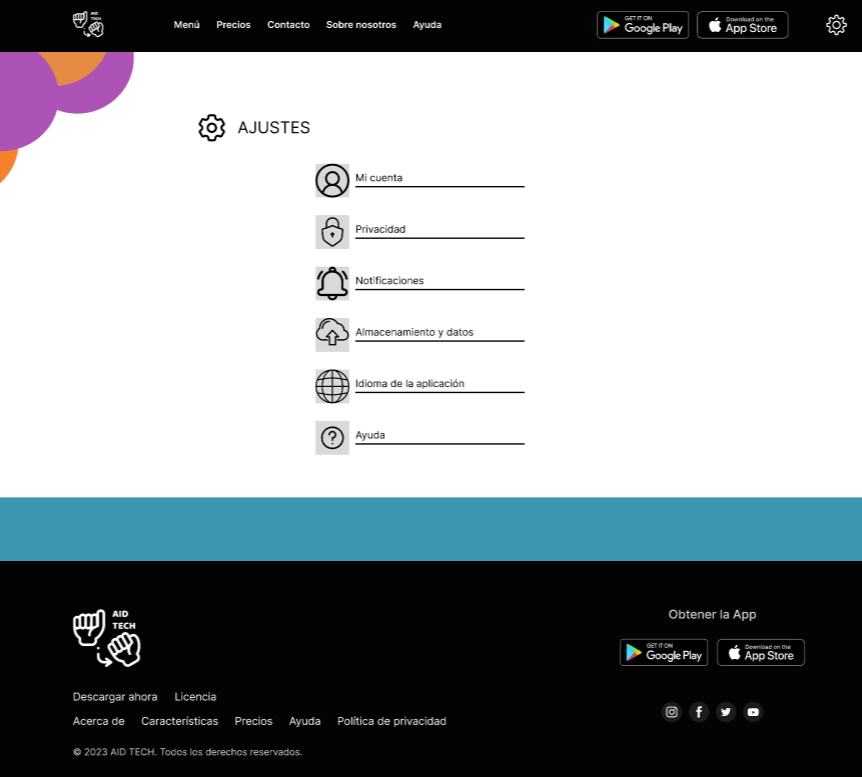 AID
TECH
Menú Precios Contacto Sobre nosotros Ayuda
GET IT ON
Google Play
Download on the
App Store
AJUSTES
Mi cuenta
Privacidad
Notificaciones
Almacenamiento y datos
Idioma de la aplicación
Ayuda
AID
TECH
Obtener la App
GET IT ON
Google Play
Download on the
App Store
Descargar ahora Licencia
Acerca de Características Precios Ayuda Política de privacidad
© 2023 AID TECH. Todos los derechos reservados.